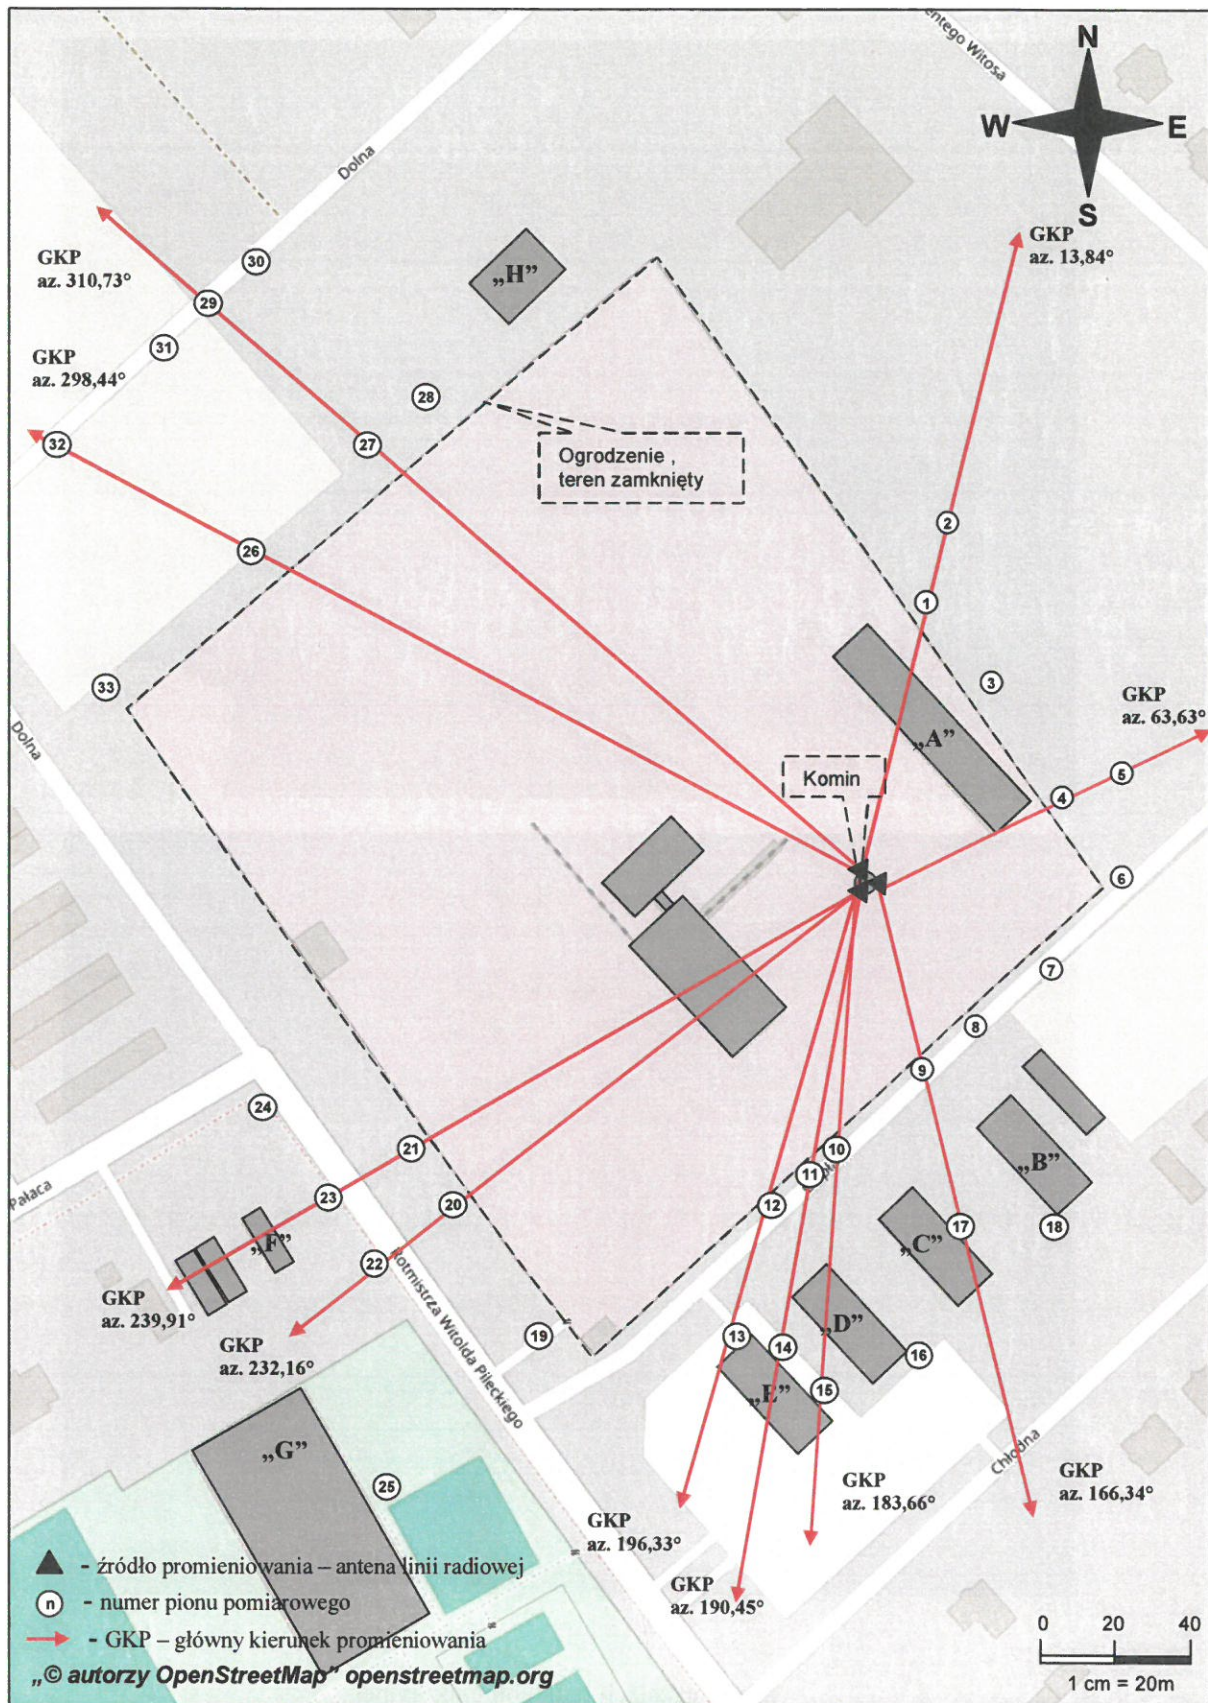 entego Witosa
N
W
E
S
Dolna
GKP
az. 13,84°
GKP
az. 310,73°
30
„H”
29
31
GKP
az. 298,44°
28
32
27
Ogrodzenie ,
teren zamknięty
26
2
1
33
3
GKP
az. 63,63°
Dolna
„A”
Komin
5
4
6
7
8
9
24
21
10
„B”
Pałaca
11
23
20
12
18
17
„F”
„C”
22
GKP
az. 239,91°
GKP
az. 232,16°
Rotmistrza Witolda Pileckiego
19
13
14
„D”
16
15
„E”
„G”
25
Chłodna
GKP
az. 183,66°
GKP
az. 166,34°
GKP
az. 196,33°
GKP
az. 190,45°
- źródło promieniowania – antena linii radiowej
n - numer pionu pomiarowego
- GKP – główny kierunek promieniowania
„© autorzy OpenStreetMap” openstreetmap.org
0 20 40
1 cm = 20m